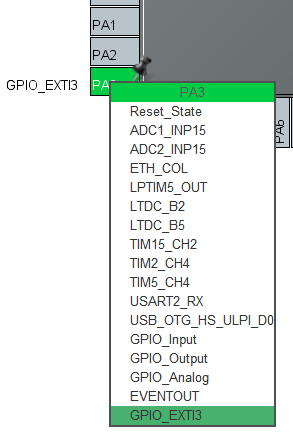 PA1
PA2
GPIO_EXTI3
PA3
Reset_State
ADC1_INP15
ADC2_INP15
ETH_COL
LPTIM5_OUT
LTDC_B2
LTDC_B5
TIM15_CH2
TIM2_CH4
TIM5_CH4
USART2_RX
USB_OTG_HS_ULPI_D0
GPIO_Input
GPIO_Output
GPIO_Analog
EVENTOUT
GPIO_EXTI3
PA6